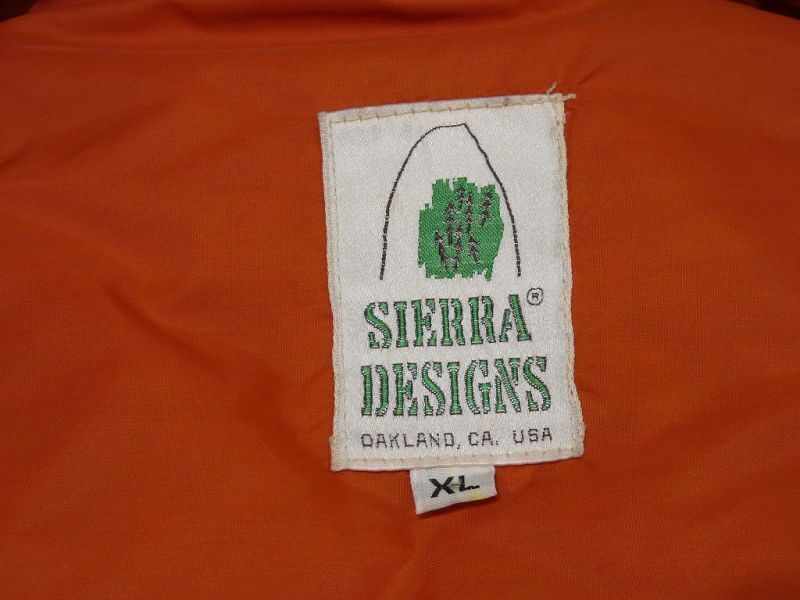 SIERRA®
DESIGNS
OAKLAND, CA. USA
XL